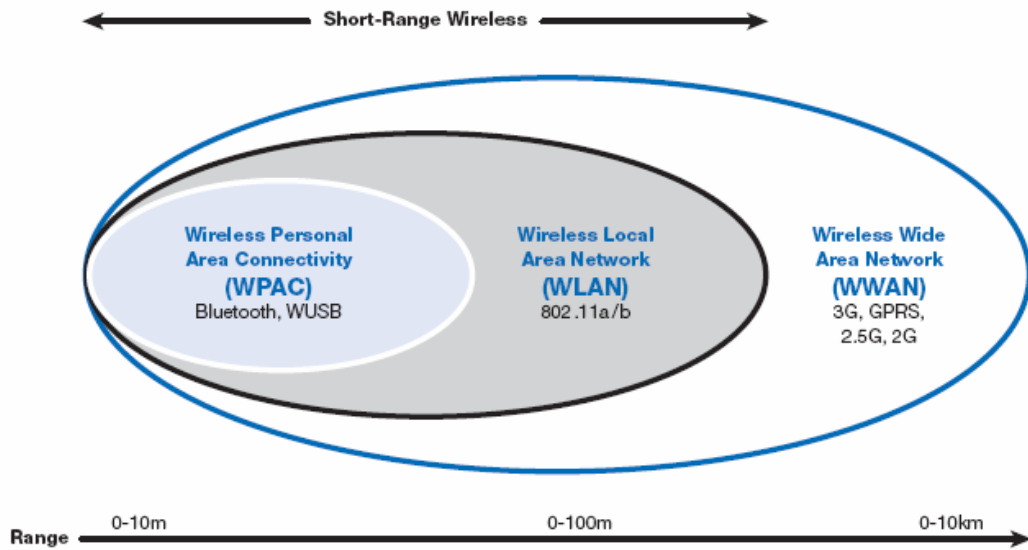 Short-Range Wireless
Wireless Personal
Area Connectivity
(WPAC)
Bluetooth, WUSB
Wireless Local
Area Network
(WLAN)
802.11a/b
Wireless Wide
Area Network
(WWAN)
3G, GPRS,
2.5G, 2G
0-10m
0-100m
0-10km
Range